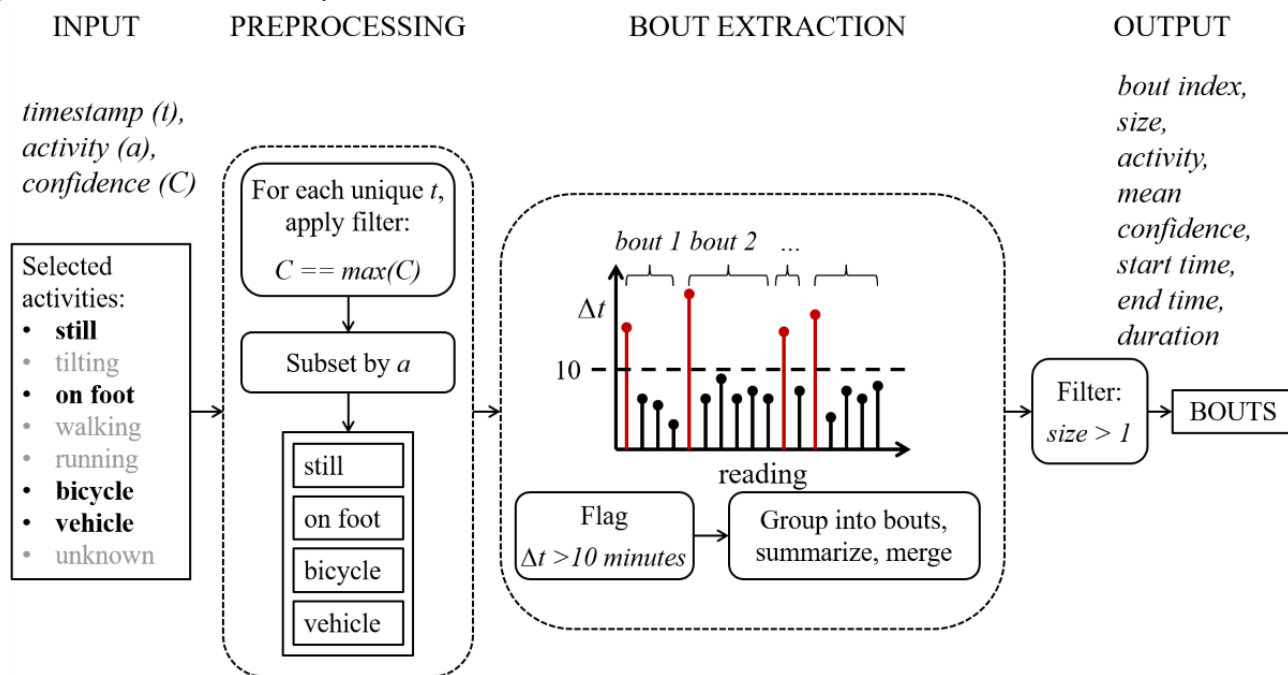 INPUT
PREPROCESSING
BOUT EXTRACTION
OUTPUT
timestamp (t),
activity (a),
confidence (C)
Selected
activities:
• still
• tilting
• on foot
• walking
• running
• bicycle
• vehicle
• unknown
For each unique t,
apply filter:
C == max(C)
Subset by a
still
on foot
bicycle
vehicle
bout 1 bout 2 ...
Δt
10
reading
Flag
Δt >10 minutes
Group into bouts,
summarize, merge
bout index,
size,
activity,
mean
confidence,
start time,
end time,
duration
Filter:
size > 1
BOUTS